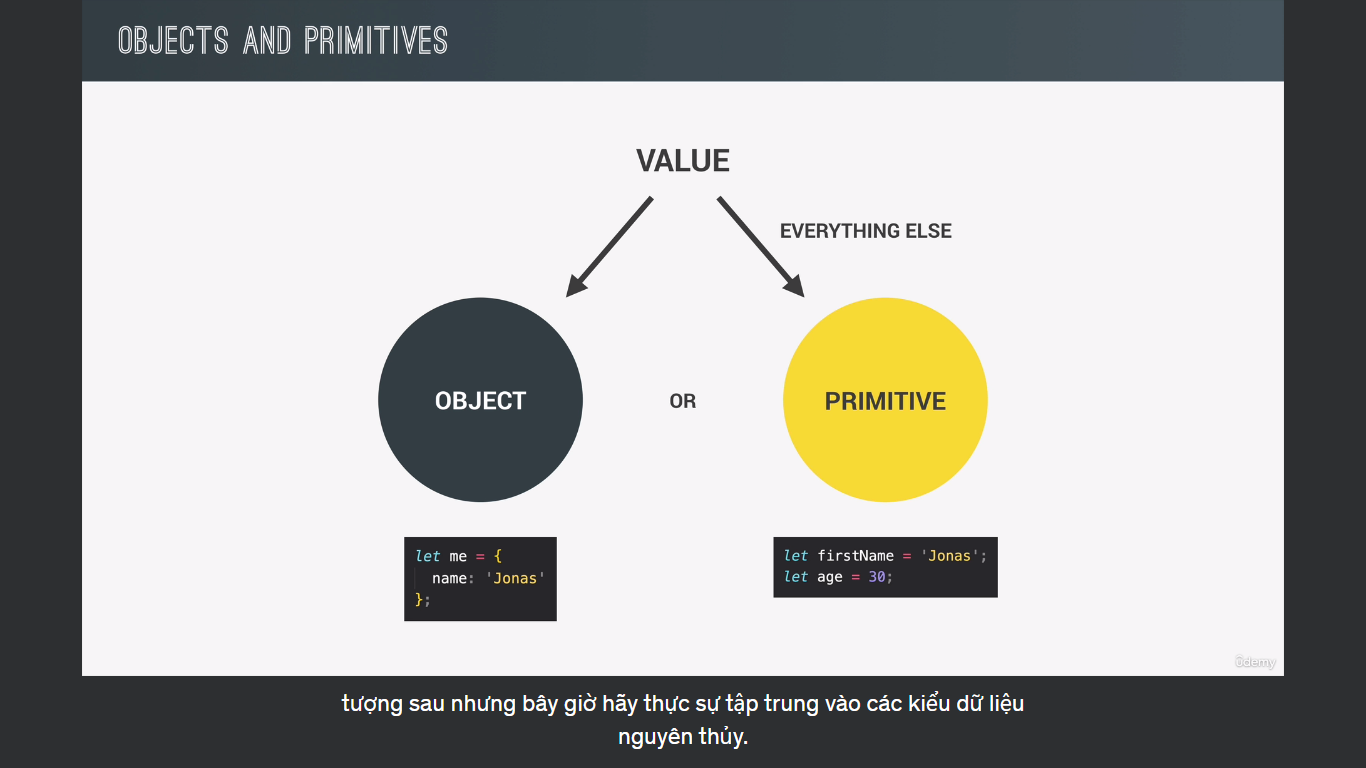 OBJECTS AND PRIMITIVES
VALUE
EVERYTHING ELSE
OBJECT
OR
PRIMITIVE
let me = {
name: 'Jonas'
};
let firstName = 'Jonas';
let age = 30;
ûdemy
tượng sau nhưng bây giờ hãy thực sự tập trung vào các kiểu dữ liệu
nguyên thủy.